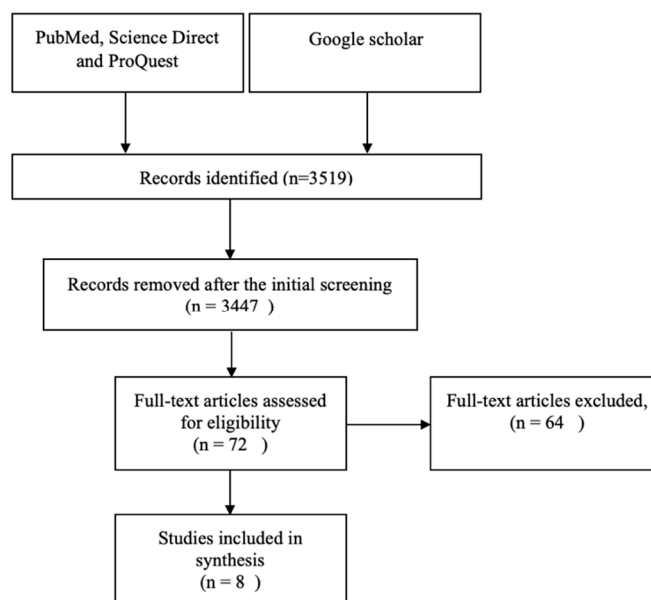 PubMed, Science Direct
and ProQuest
Google scholar
Records identified (n=3519)
Records removed after the initial screening
(n = 3447 )
Full-text articles assessed
for eligibility
(n = 72 )
Full-text articles excluded,
(n = 64 )
Studies included in
synthesis
(n = 8 )